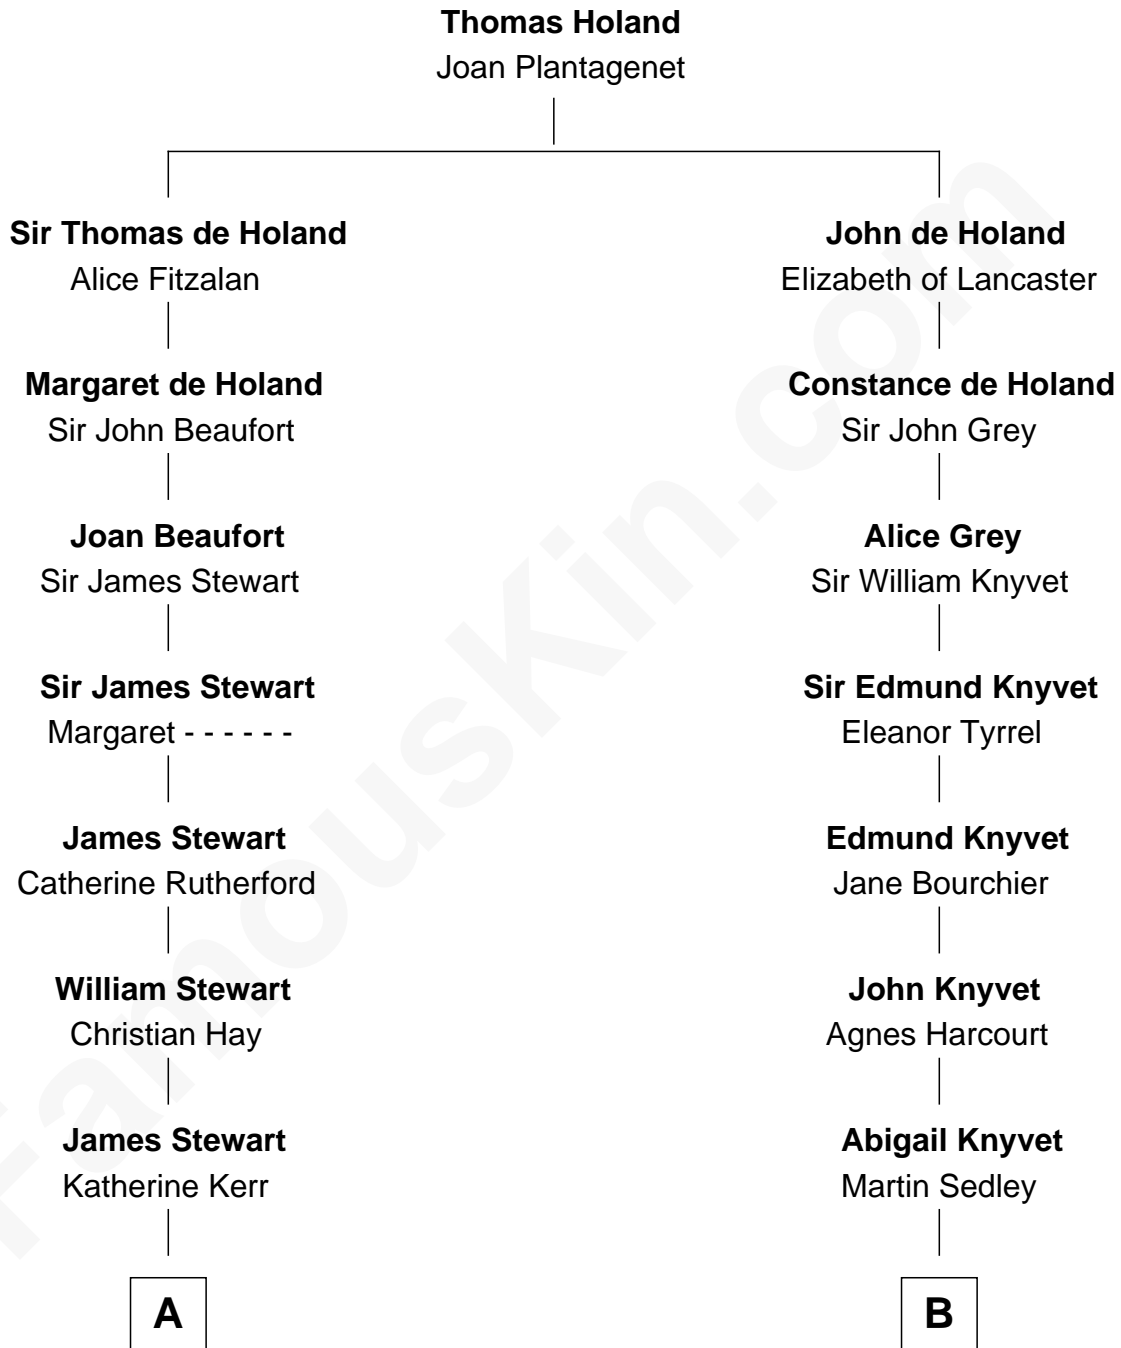 Thomas Holand
Joan Plantagenet
Sir Thomas de Holand
Alice Fitzalan
Margaret de Holand
Sir John Beaufort
Joan Beaufort
Sir James Stewart
Sir James Stewart
Margaret - - - - - -
James Stewart
Catherine Rutherford
William Stewart
Christian Hay
James Stewart
Katherine Kerr
A
John de Holand
Elizabeth of Lancaster
Constance de Holand
Sir John Grey
Alice Grey
Sir William Knyvet
Sir Edmund Knyvet
Eleanor Tyrrel
Edmund Knyvet
Jane Bourchier
John Knyvet
Agnes Harcourt
Abigail Knyvet
Martin Sedley
B
FamousKin.com